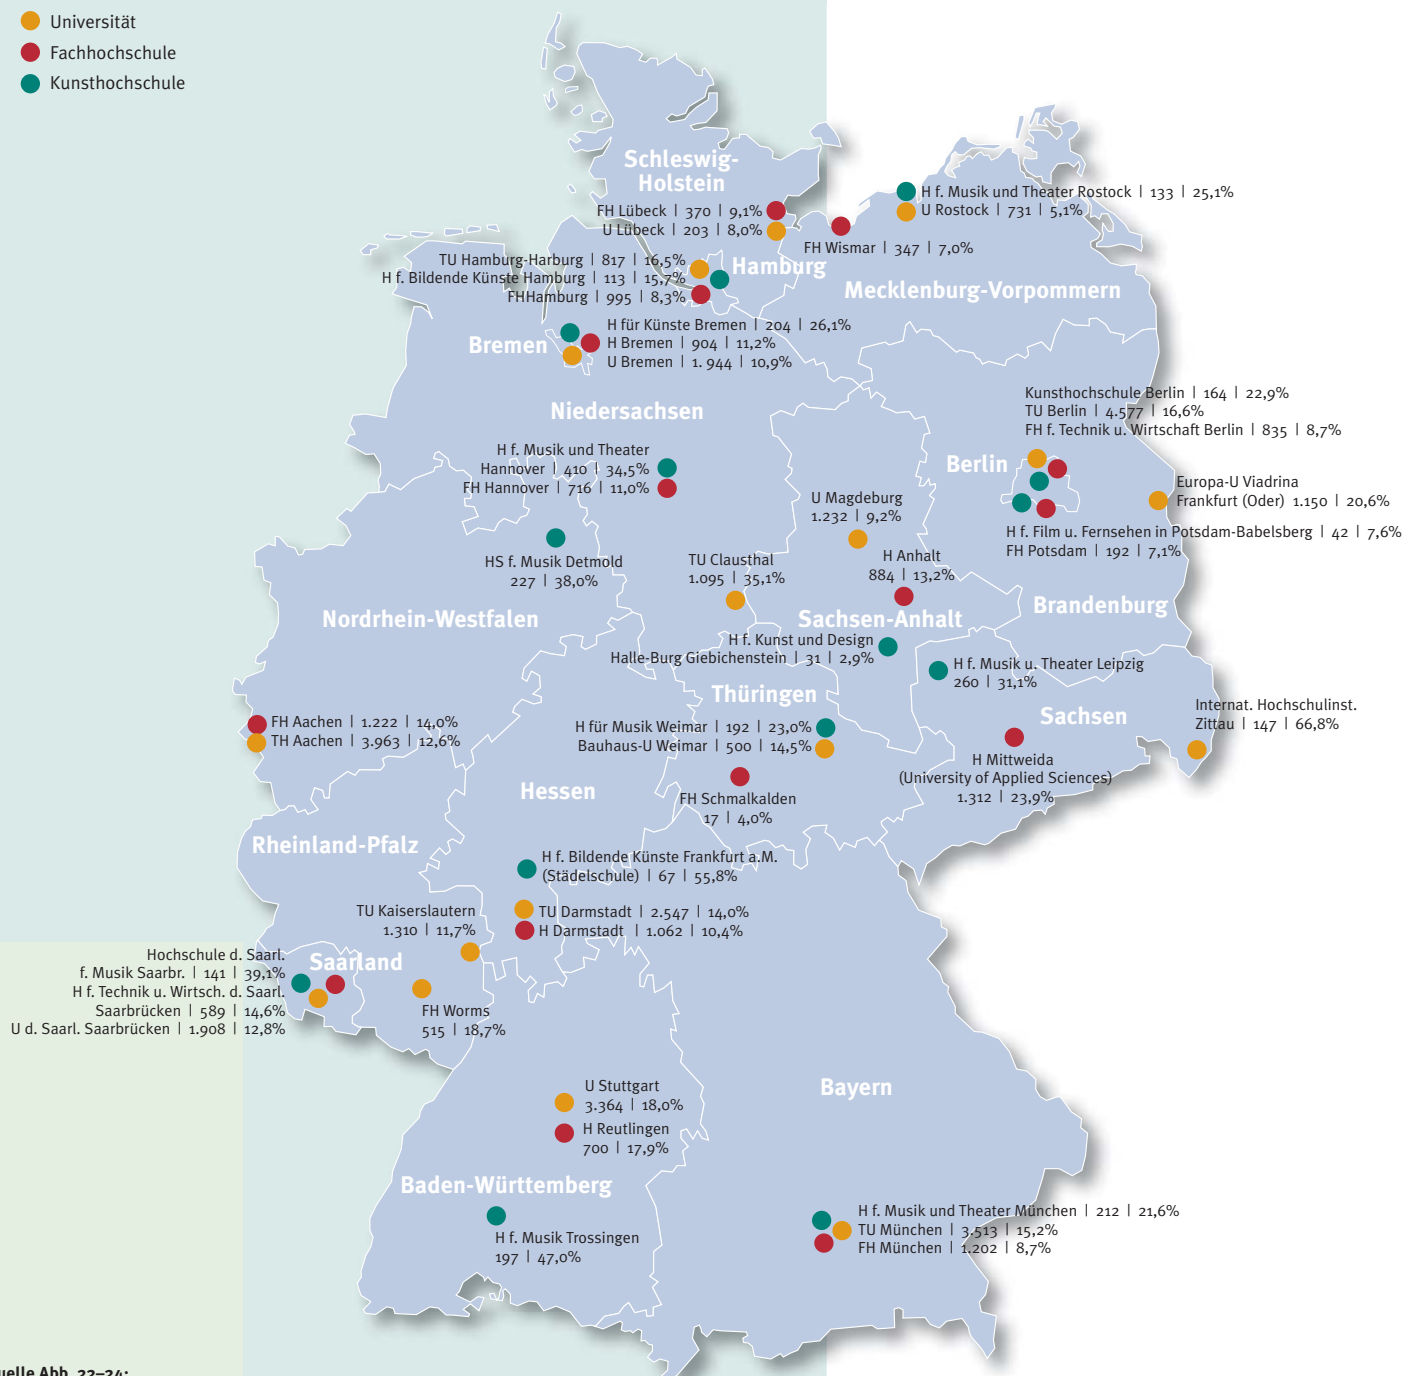 Universität
Fachhochschule
Kunsthochschule
Schleswig-
Holstein
FH Lübeck | 370 | 9,1%
U Lübeck | 203 | 8,0%
H f. Musik und Theater Rostock | 133 | 25,1%
U Rostock | 731 | 5,1%
FH Wismar | 347 | 7,0%
TU Hamburg-Harburg | 817 | 16,5%
H f. Bildende Künste Hamburg | 113 | 15,7%
FHHamburg | 995 | 8,3%
Hamburg
Mecklenburg-Vorpommern
Bremen
H für Künste Bremen | 204 | 26,1%
H Bremen | 904 | 11,2%
U Bremen | 1. 944 | 10,9%
Niedersachsen
Kunsthochschule Berlin | 164 | 22,9%
TU Berlin | 4.577 | 16,6%
FH f. Technik u. Wirtschaft Berlin | 835 | 8,7%
H f. Musik und Theater
Hannover | 410 | 34,5%
FH Hannover | 716 | 11,0%
Berlin
Europa-U Viadrina
Frankfurt (Oder) 1.150 | 20,6%
U Magdeburg
1.232 | 9,2%
H f. Film u. Fernsehen in Potsdam-Babelsberg | 42 | 7,6%
FH Potsdam | 192 | 7,1%
HS f. Musik Detmold
227 | 38,0%
TU Clausthal
1.095 | 35,1%
H Anhalt
884 | 13,2%
Nordrhein-Westfalen
Sachsen-Anhalt
Brandenburg
H f. Kunst und Design
Halle-Burg Giebichenstein | 31 | 2,9%
H f. Musik u. Theater Leipzig
260 | 31,1%
Thüringen
Sachsen
Internat. Hochschulinst.
Zittau | 147 | 66,8%
FH Aachen | 1.222 | 14,0%
TH Aachen | 3.963 | 12,6%
H für Musik Weimar | 192 | 23,0%
Bauhaus-U Weimar | 500 | 14,5%
H Mittweida
(University of Applied Sciences)
1.312 | 23,9%
Hessen
FH Schmalkalden
17 | 4,0%
Rheinland-Pfalz
H f. Bildende Künste Frankfurt a.M.
(Städelschule) | 67 | 55,8%
TU Kaiserslautern
1.310 | 11,7%
TU Darmstadt | 2.547 | 14,0%
H Darmstadt | 1.062 | 10,4%
Hochschule d. Saarl.
f. Musik Saarbr. | 141 | 39,1%
H f. Technik u. Wirtsch. d. Saarl.
Saarbrücken | 589 | 14,6%
U d. Saarl. Saarbrücken | 1.908 | 12,8%
Saarland
FH Worms
515 | 18,7%
U Stuttgart
3.364 | 18,0%
H Reutlingen
700 | 17,9%
Bayern
Baden-Württemberg
H f. Musik Trossingen
197 | 47,0%
H f. Musik und Theater München | 212 | 21,6%
TU München | 3.513 | 15,2%
FH München | 1.202 | 8,7%
Abb. 22–24: